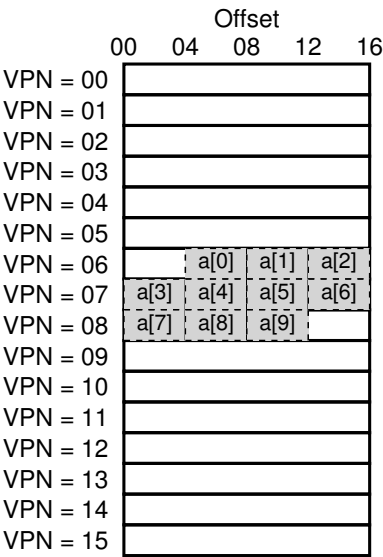 Offset
00 04 08 12 16
VPN = 00
VPN = 01
VPN = 02
VPN = 03
VPN = 04
VPN = 05
VPN = 06 a[0] a[1] a[2]
VPN = 07 a[3] a[4] a[5] a[6]
VPN = 08 a[7] a[8] a[9]
VPN = 09
VPN = 10
VPN = 11
VPN = 12
VPN = 13
VPN = 14
VPN = 15